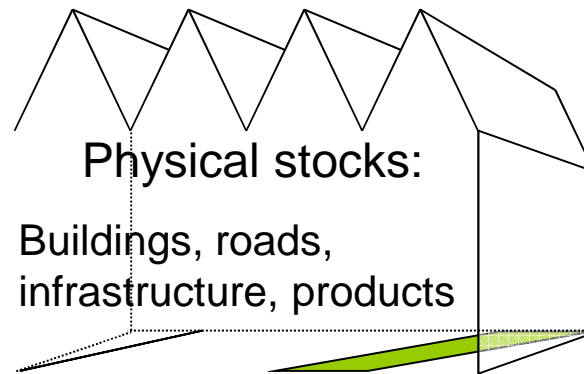 Physical stocks:
Buildings, roads,
infrastructure, products